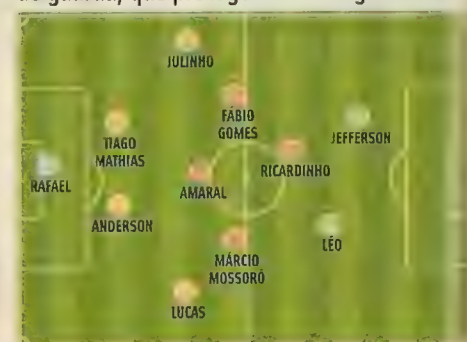 JULINHO
FÁBIO
GOMES
TIAGO
MATHIAS
JEFFERSON
RICARDINHO
RAFAEL
AMARAL
ANDERSON
LÉO
MÁRCIO
MOSSORÓ
LUCAS